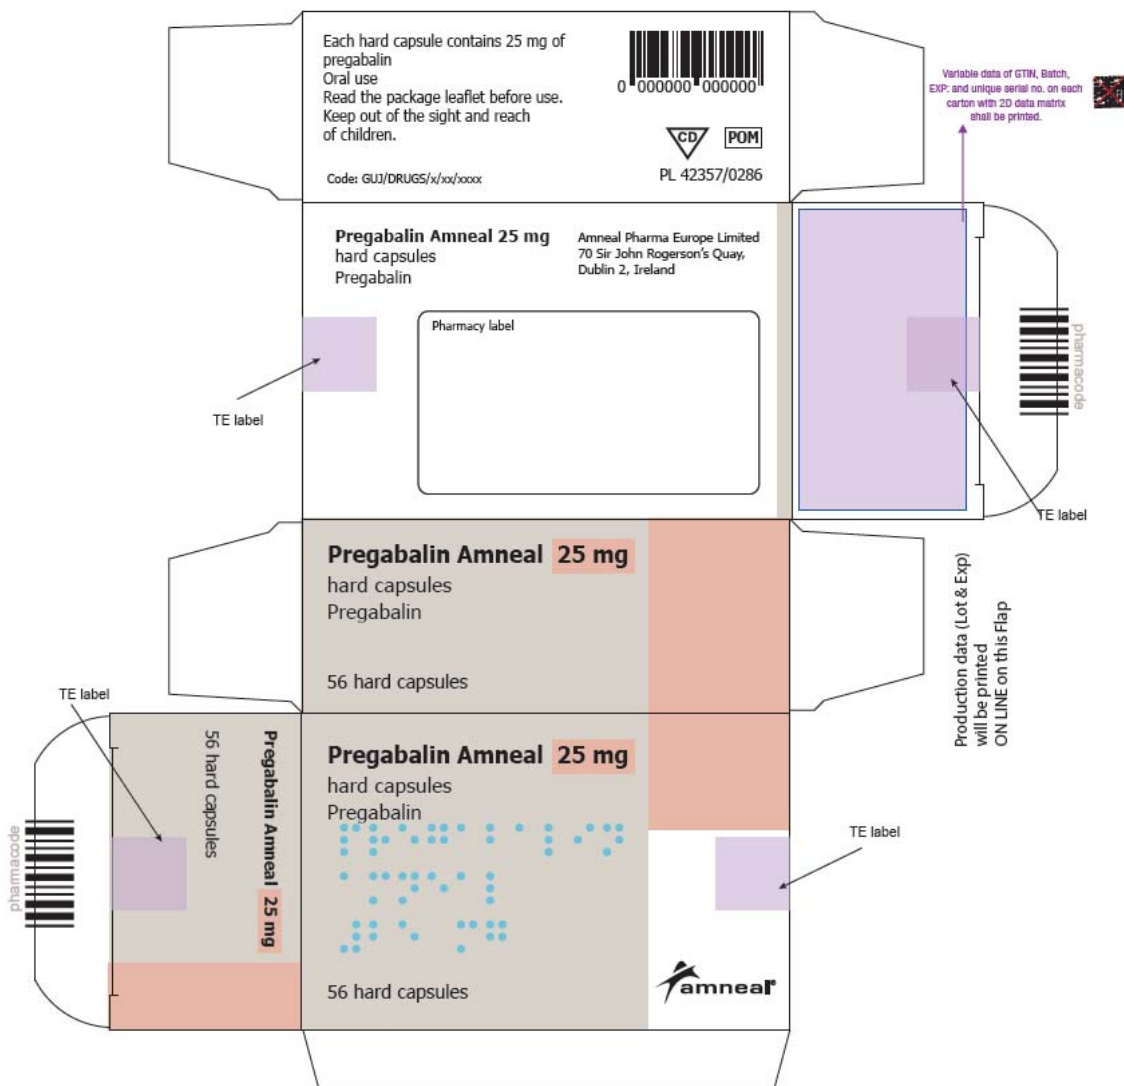 Each hard capsule contains 25 mg of
pregabalin
Oral use
Read the package leaflet before use.
Keep out of the sight and reach
of children.
Code: GUJ/DRUGS/x/xx/xxxx
0 000000 000000
CD POM
PL 42357/0286
Variable data of GTIN, Batch,
EXP: and unique serial no. on each
carton with 2D data matrix
shall be printed.
Pregabalin Amneal 25 mg
hard capsules
Pregabalin
Amneal Pharma Europe Limited
70 Sir John Rogerson's Quay,
Dublin 2, Ireland
Pharmacy label
TE label
pharmacode
TE label
Pregabalin Amneal 25 mg
hard capsules
Pregabalin
56 hard capsules
Production data (Lot & Exp)
will be printed
ON LINE on this Flap
TE label
Pregabalin Amneal 25 mg
56 hard capsules
pharmacode
Pregabalin Amneal 25 mg
hard capsules
Pregabalin
56 hard capsules
TE label
amneal®